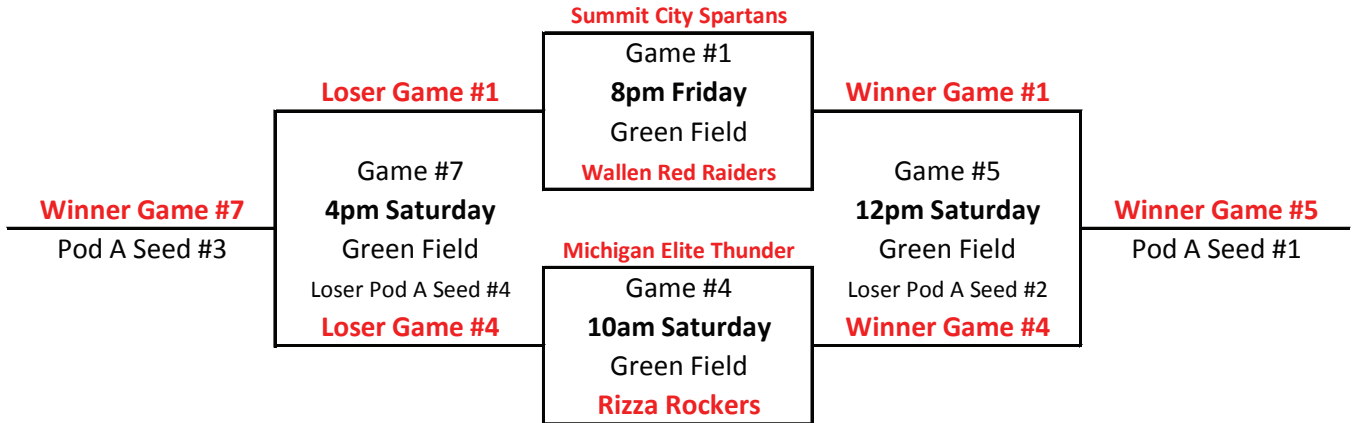 Summit City Spartans
Game #1
Loser Game #1
8pm Friday
Winner Game #1
Green Field
Game #7
Wallen Red Raiders
Game #5
Winner Game #7
4pm Saturday
12pm Saturday
Winner Game #5
Pod A Seed #3
Green Field
Michigan Elite Thunder
Green Field
Pod A Seed #1
Loser Pod A Seed #4
Game #4
Loser Pod A Seed #2
Loser Game #4
10am Saturday
Winner Game #4
Green Field
Rizza Rockers